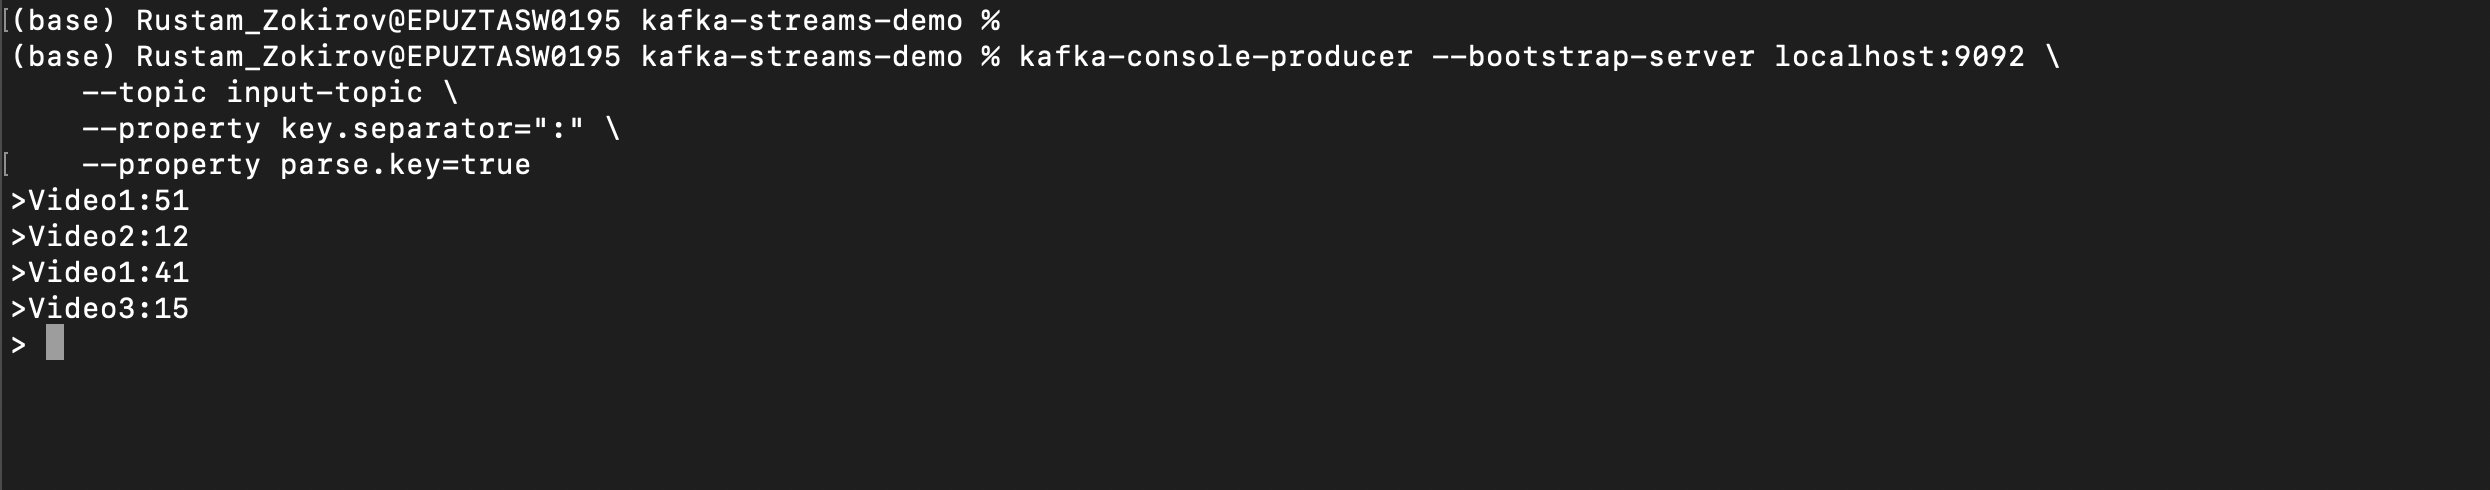 (base) Rustam_Zokirov@EPUZTASW0195 kafka-streams-demo %
(base) Rustam_Zokirov@EPUZTASW0195 kafka-streams-demo % kafka-console-producer --bootstrap-server localhost:9092 \
    --topic input-topic \
    --property key.separator=":" \
    --property parse.key=true
>Video1:51
>Video2:12
>Video1:41
>Video3:15
>